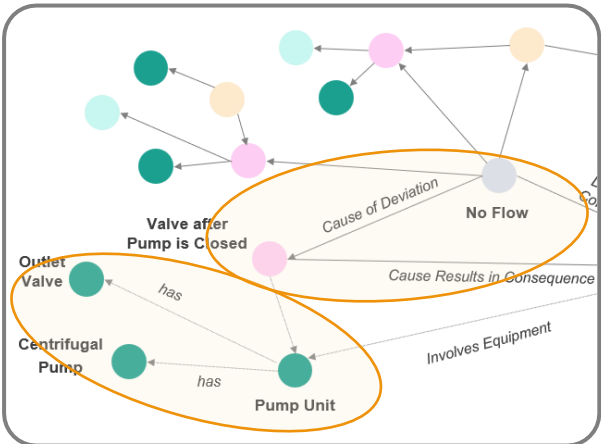 Cause of Deviation
No Flow
Valve after
Pump is Closed
Outlet
Valve
Cause Results in Consequence
has
Involves Equipment
Centrifugal
Pump
has
Pump Unit